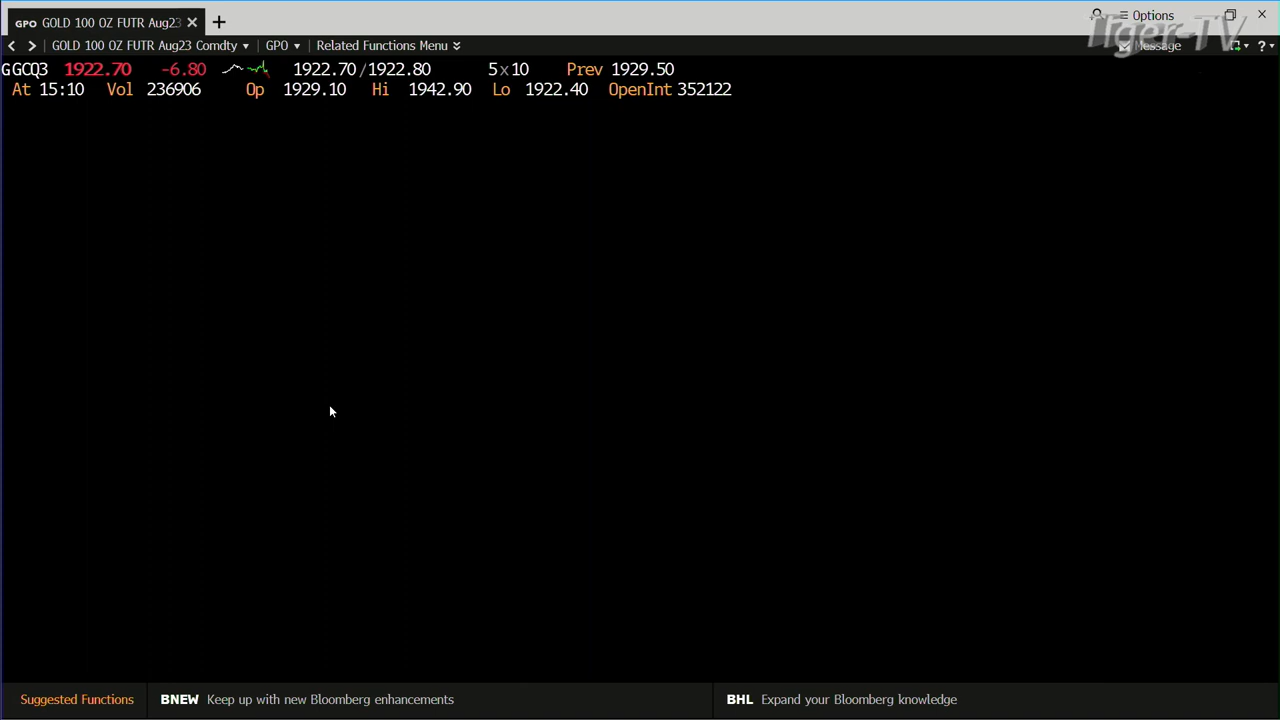 GPO GOLD 100 OZ FUTR Aug23
Options
Tiger-TV
GOLD 100 OZ FUTR Aug23 Comdty GPO Related Functions Menu Message ?
GGCQ3 1922.70 -6.80 1922.70/1922.80 5x10 Prev 1929.50
At 15:10 Vol 236906 Op 1929.10 Hi 1942.90 Lo 1922.40 OpenInt 352122
Suggested Functions BNEW Keep up with new Bloomberg enhancements BHL Expand your Bloomberg knowledge